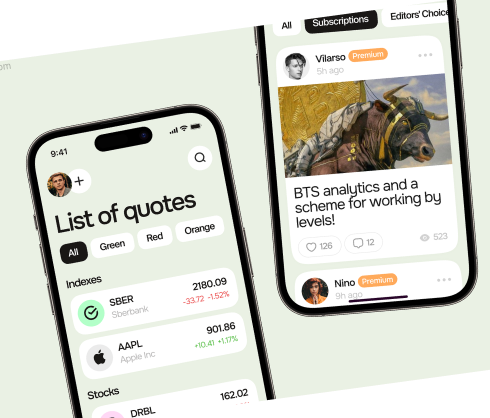 om
9:41
List of quotes
All
Green
Red
Orange
Indexes
SBER
Sberbank
2180.09
-33.72 -1.52%
AAPL
Apple Inc
901.86
+10.41 +1.17%
Stocks
DRBL
162.02
All
Subscriptions
Editors' Choice
Vilarso Premium
5h ago
BTS analytics and a
scheme for working by
levels!
126
12
523
Nino Premium
9h ago